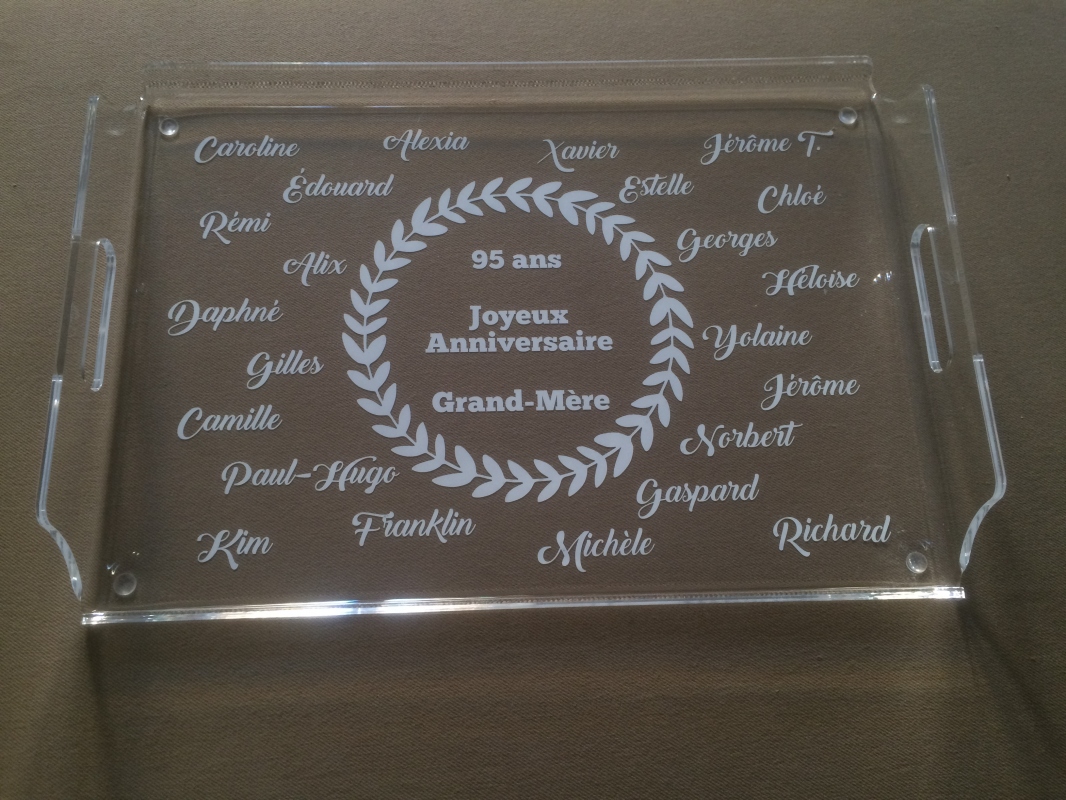 Caroline
Alexia
Xavier
Jérôme T.
Édouard
Estelle
Chloé
Rémi
Georges
Alix
Héloise
Daphné
Yolaine
Gilles
Jérôme
Camille
Norbert
Paul-Hugo
Gaspard
Kim
Franklin
Michèle
Richard
95 ans
Joyeux
Anniversaire
Grand-Mère